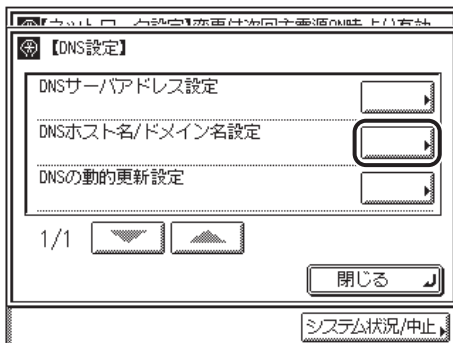 【DNS設定】
DNSサーバアドレス設定
DNSホスト名/ドメイン名設定
DNSの動的更新設定
1/1
閉じる
システム状況/中止